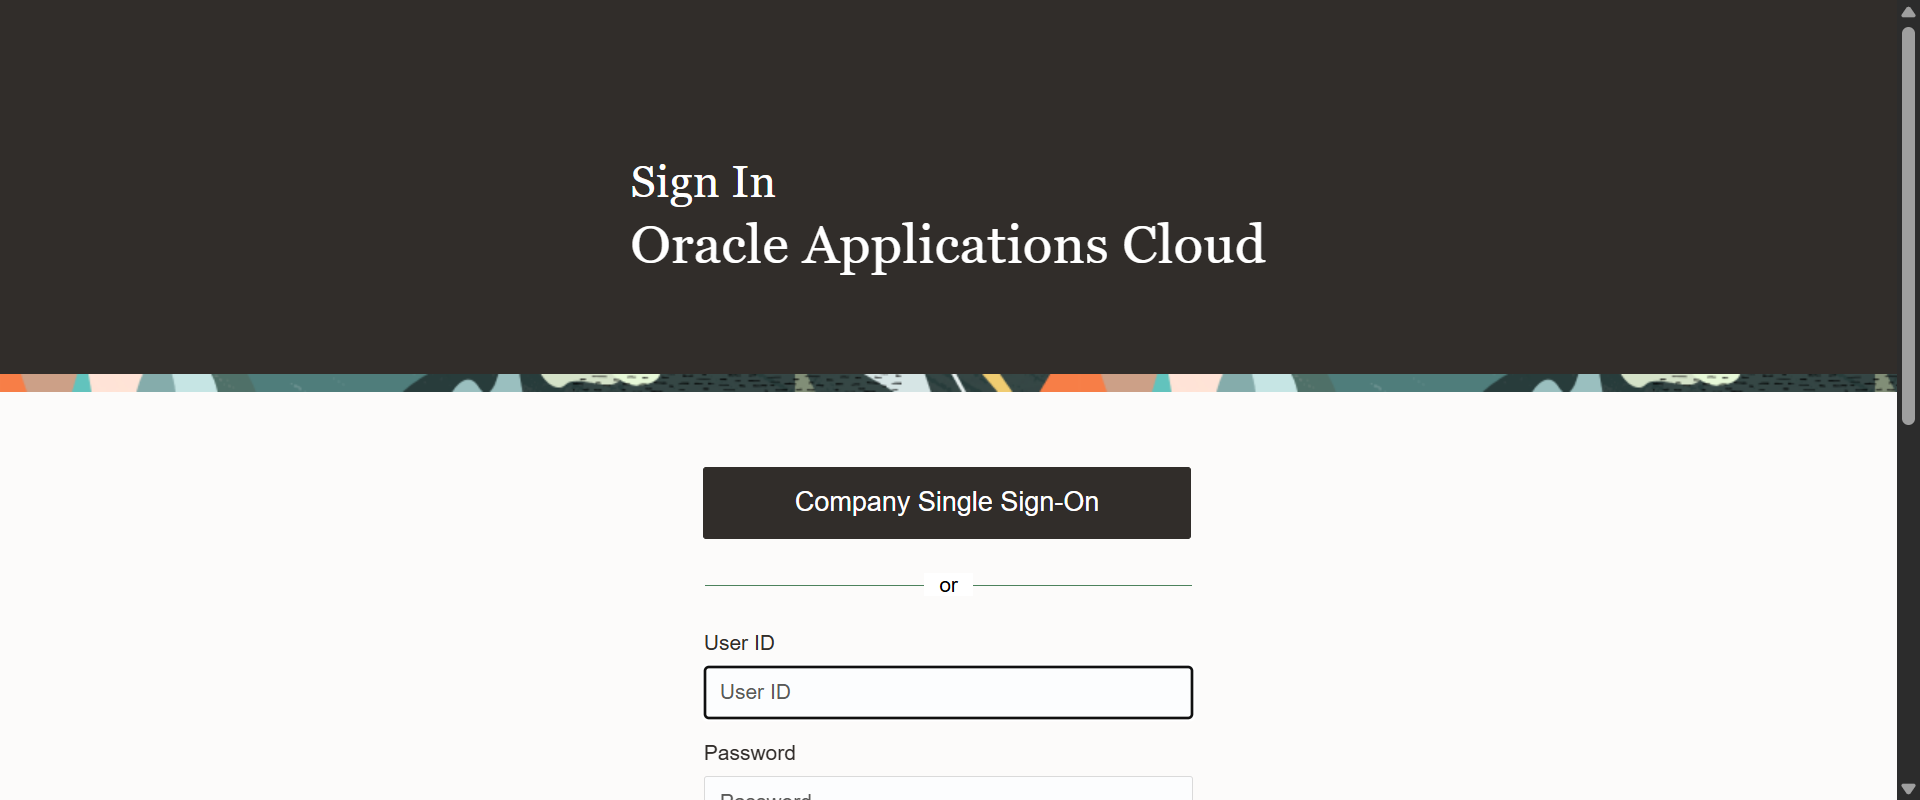 Sign In
Oracle Applications Cloud
Company Single Sign-On
or
User ID
User ID
Password
Password